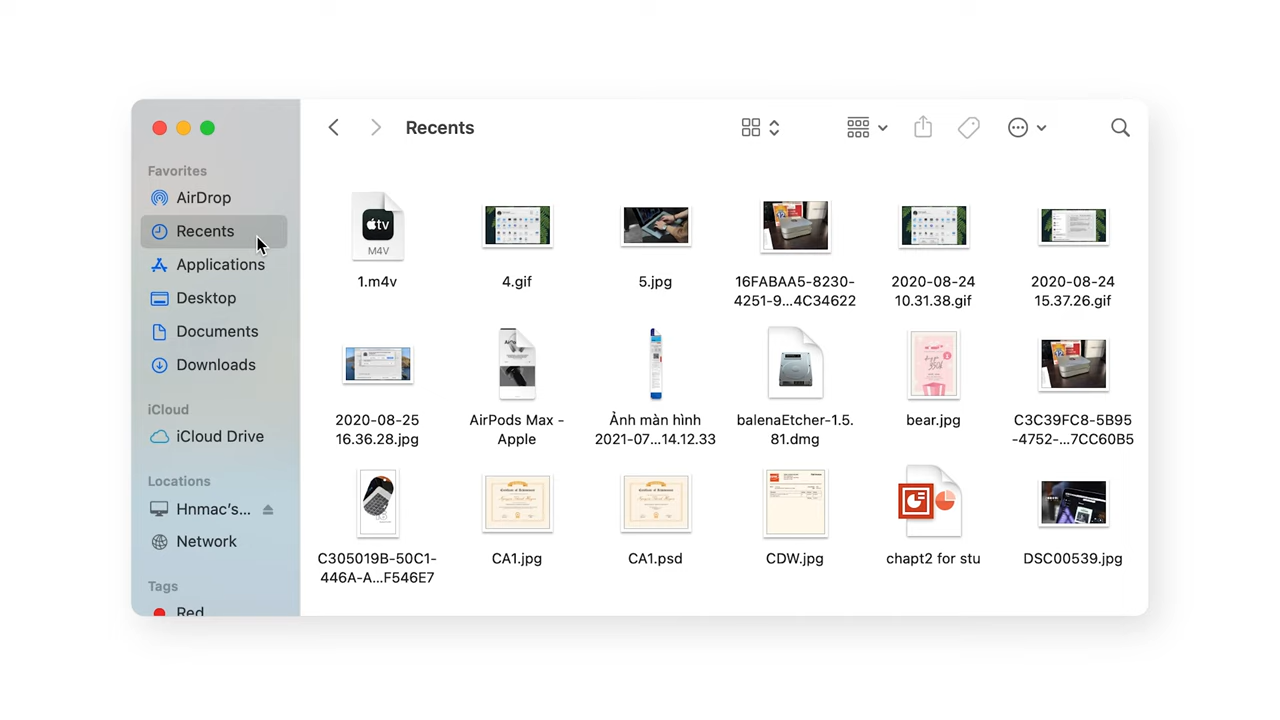 Recents
Favorites
AirDrop
Recents
Applications
Desktop
Documents
Downloads
iCloud
iCloud Drive
Locations
Hnmac's...
Network
Tags
Red
tv
M4V
1.m4v
4.gif
5.jpg
16FABAA5-8230-
4251-9...4C34622
2020-08-24
10.31.38.gif
2020-08-24
15.37.26.gif
2020-08-25
16.36.28.jpg
AirPods Max -
Apple
Ảnh màn hình
2021-07...14.12.33
balenaEtcher-1.5.
81.dmg
bear.jpg
C3C39FC8-5B95
-4752-...7CC60B5
C305019B-50C1-
446A-A...F546E7
CA1.jpg
CA1.psd
CDW.jpg
chapt2 for stu
DSC00539.jpg